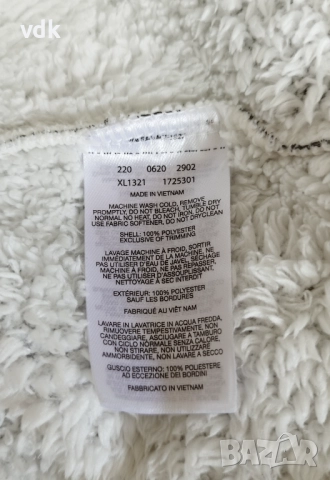 vdk
220 0620 2902
XL1321 1725301
MADE IN VIETNAM
MACHINE WASH COLD, REMOVE
PROMPTLY, DO NOT BLEACH, TUMBLE DRY
NORMAL NO HEAT, DO NOT IRON, DO NOT
USE FABRIC SOFTENER, DO NOT DRYCLEAN
SHELL: 100% POLYESTER
EXCLUSIVE OF TRIMMING
LAVAGE MACHINE À FROID, SORTIR
IMMÉDIATEMENT DE LA MACHINE, NE
PAS UTILISER D'EAU DE JAVEL, SÉCHAGE
MACHINE À FROID, NE PAS REPASSER,
NE PAS UTILISER D'ASSOUPLISSANT,
NETTOYAGE À SEC INTERDIT
EXTÉRIEUR: 100% POLYESTER
SAUF LES BORDURES
FABRIQUÉ AU VIÊT NAM
LAVARE IN LAVATRICE IN ACQUA FREDDA,
RIMUOVERE TEMPESTIVAMENTE, NON
CANDEGGIARE, ASCIUGARE A TAMBURO
CON CICLO NORMALE SENZA CALORE, NON
STIRARE, NON UTILIZZARE
AMMORBIDENTE, NON LAVARE A SECCO
GUSCIO ESTERNO: 100% POLIESTERE
AD ECCEZIONE DEI BORDINI
FABBRICATO IN VIETNAM
BAZAR